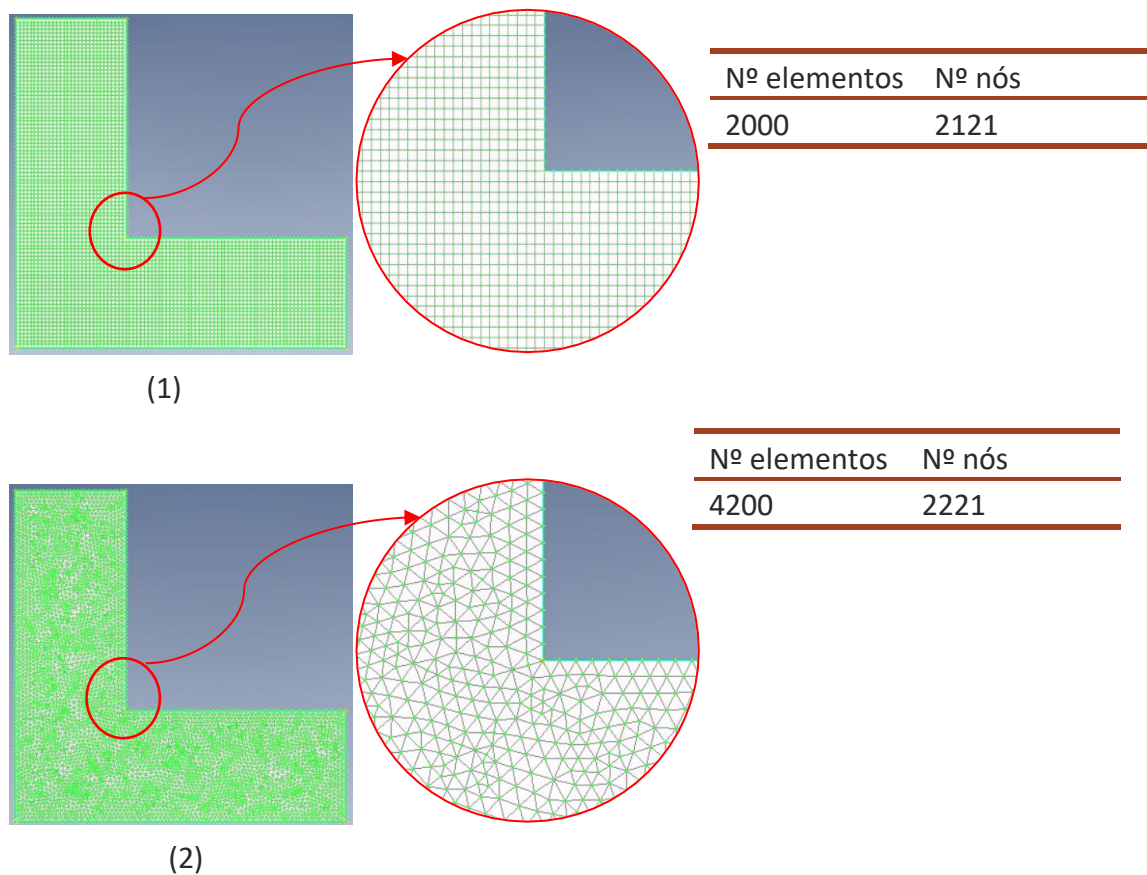 Nº elementos Nº nós
2000 2121
(1)
Nº elementos Nº nós
4200 2221
(2)